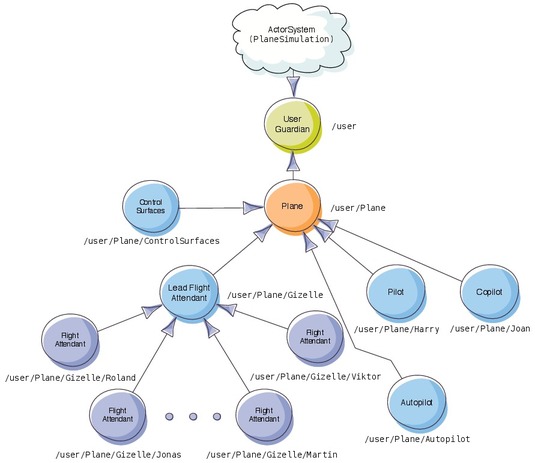 ActorSystem
(PlaneSimulation)
User
Guardian
/user
Plane
/user/Plane
Control
Surfaces
/user/Plane/ControlSurfaces
Lead Flight
Attendant
/user/Plane/Gizelle
Pilot
/user/Plane/Harry
Copilot
/user/Plane/Joan
Flight
Attendant
/user/Plane/Gizelle/Roland
Flight
Attendant
/user/Plane/Gizelle/Viktor
Flight
Attendant
/user/Plane/Gizelle/Jonas
Flight
Attendant
/user/Plane/Gizelle/Martin
Autopilot
/user/Plane/Autopilot